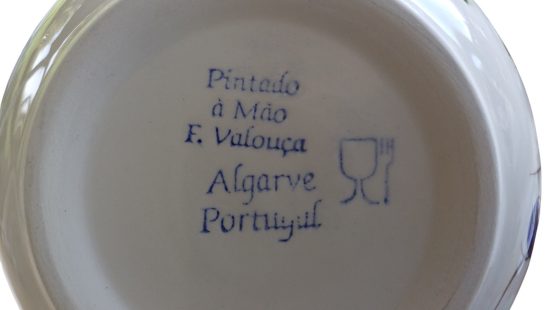 Pintado
à Mão
F. Valouça
Algarve
Portugal